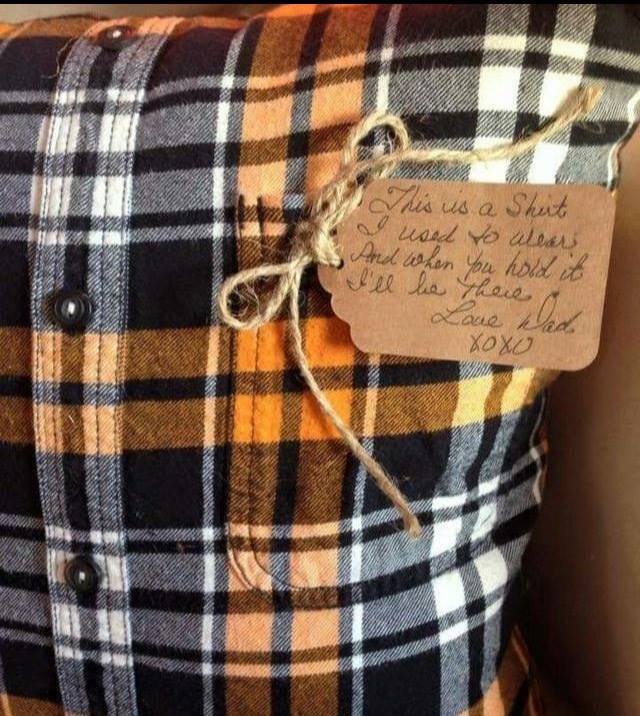 This is a Shirt
I used to wear
And when you hold it
I'll be there
Love Dad
XOXO